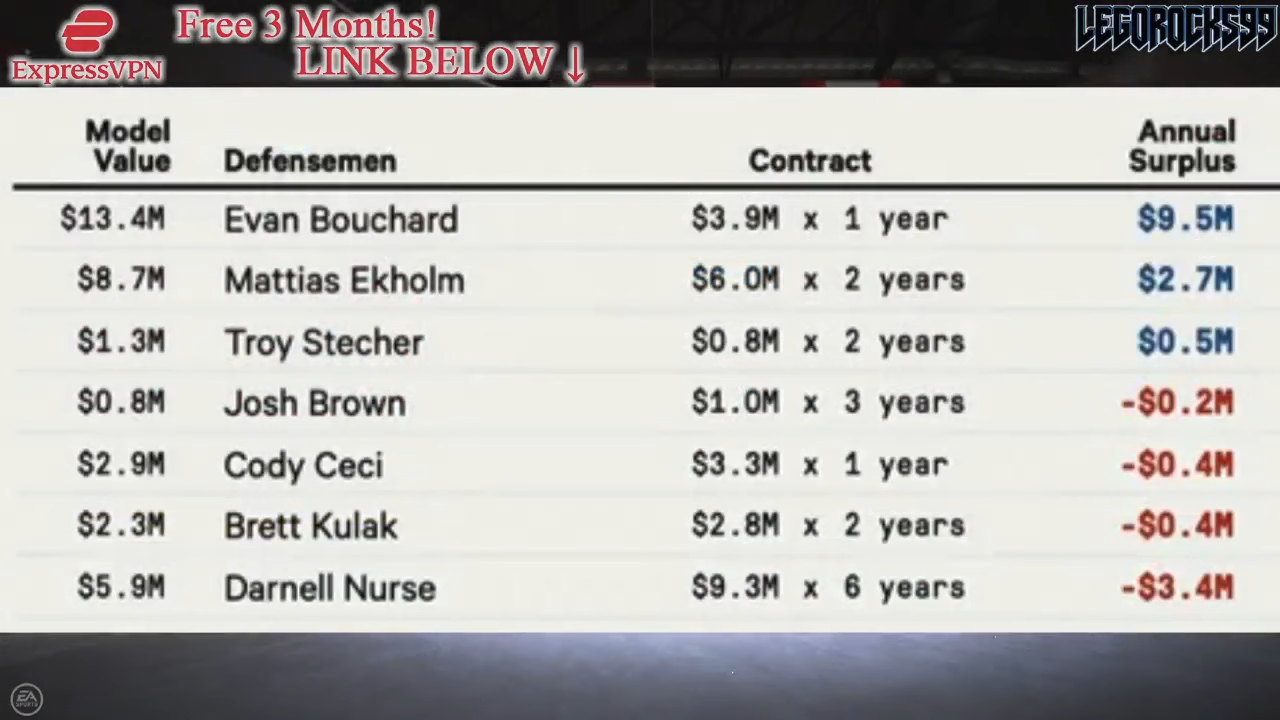 Free 3 Months!
LINK BELOW ↓
ExpressVPN
LEGOROCKS99
Model Value Defensemen Contract Annual Surplus
$13.4M Evan Bouchard $3.9M x 1 year $9.5M
$8.7M Mattias Ekholm $6.0M x 2 years $2.7M
$1.3M Troy Stecher $0.8M x 2 years $0.5M
$0.8M Josh Brown $1.0M x 3 years -$0.2M
$2.9M Cody Ceci $3.3M x 1 year -$0.4M
$2.3M Brett Kulak $2.8M x 2 years -$0.4M
$5.9M Darnell Nurse $9.3M x 6 years -$3.4M
EA
SPORTS